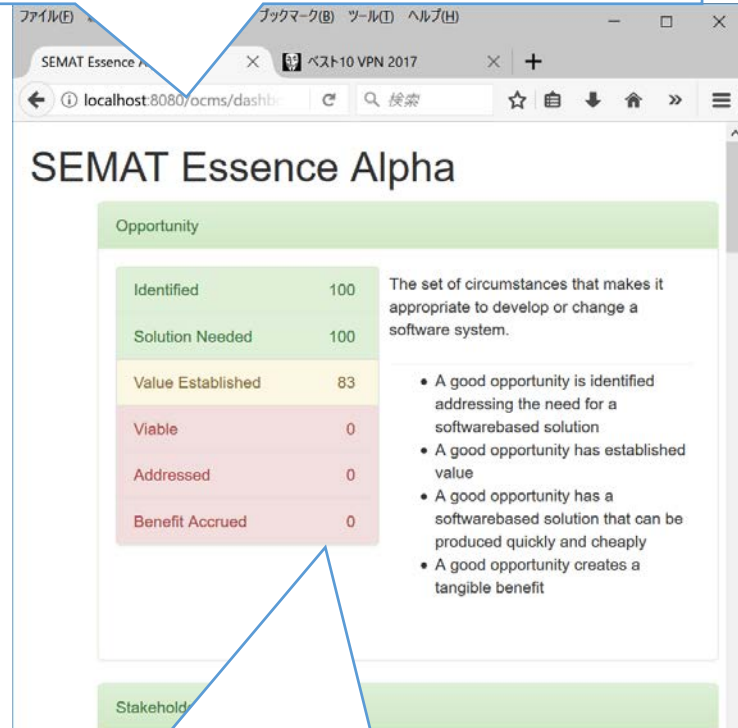 ファイル(F) ブックマーク(B) ツール(T) ヘルプ(H)
SEMAT Essence ベスト10 VPN 2017
localhost:8080/ocms/dashbo 検索
SEMAT Essence Alpha
Opportunity
Identified 100
Solution Needed 100
Value Established 83
Viable 0
Addressed 0
Benefit Accrued 0
The set of circumstances that makes it
appropriate to develop or change a
software system.
• A good opportunity is identified
addressing the need for a
softwarebased solution
• A good opportunity has established
value
• A good opportunity has a
softwarebased solution that can be
produced quickly and cheaply
• A good opportunity creates a
tangible benefit
Stakeholde